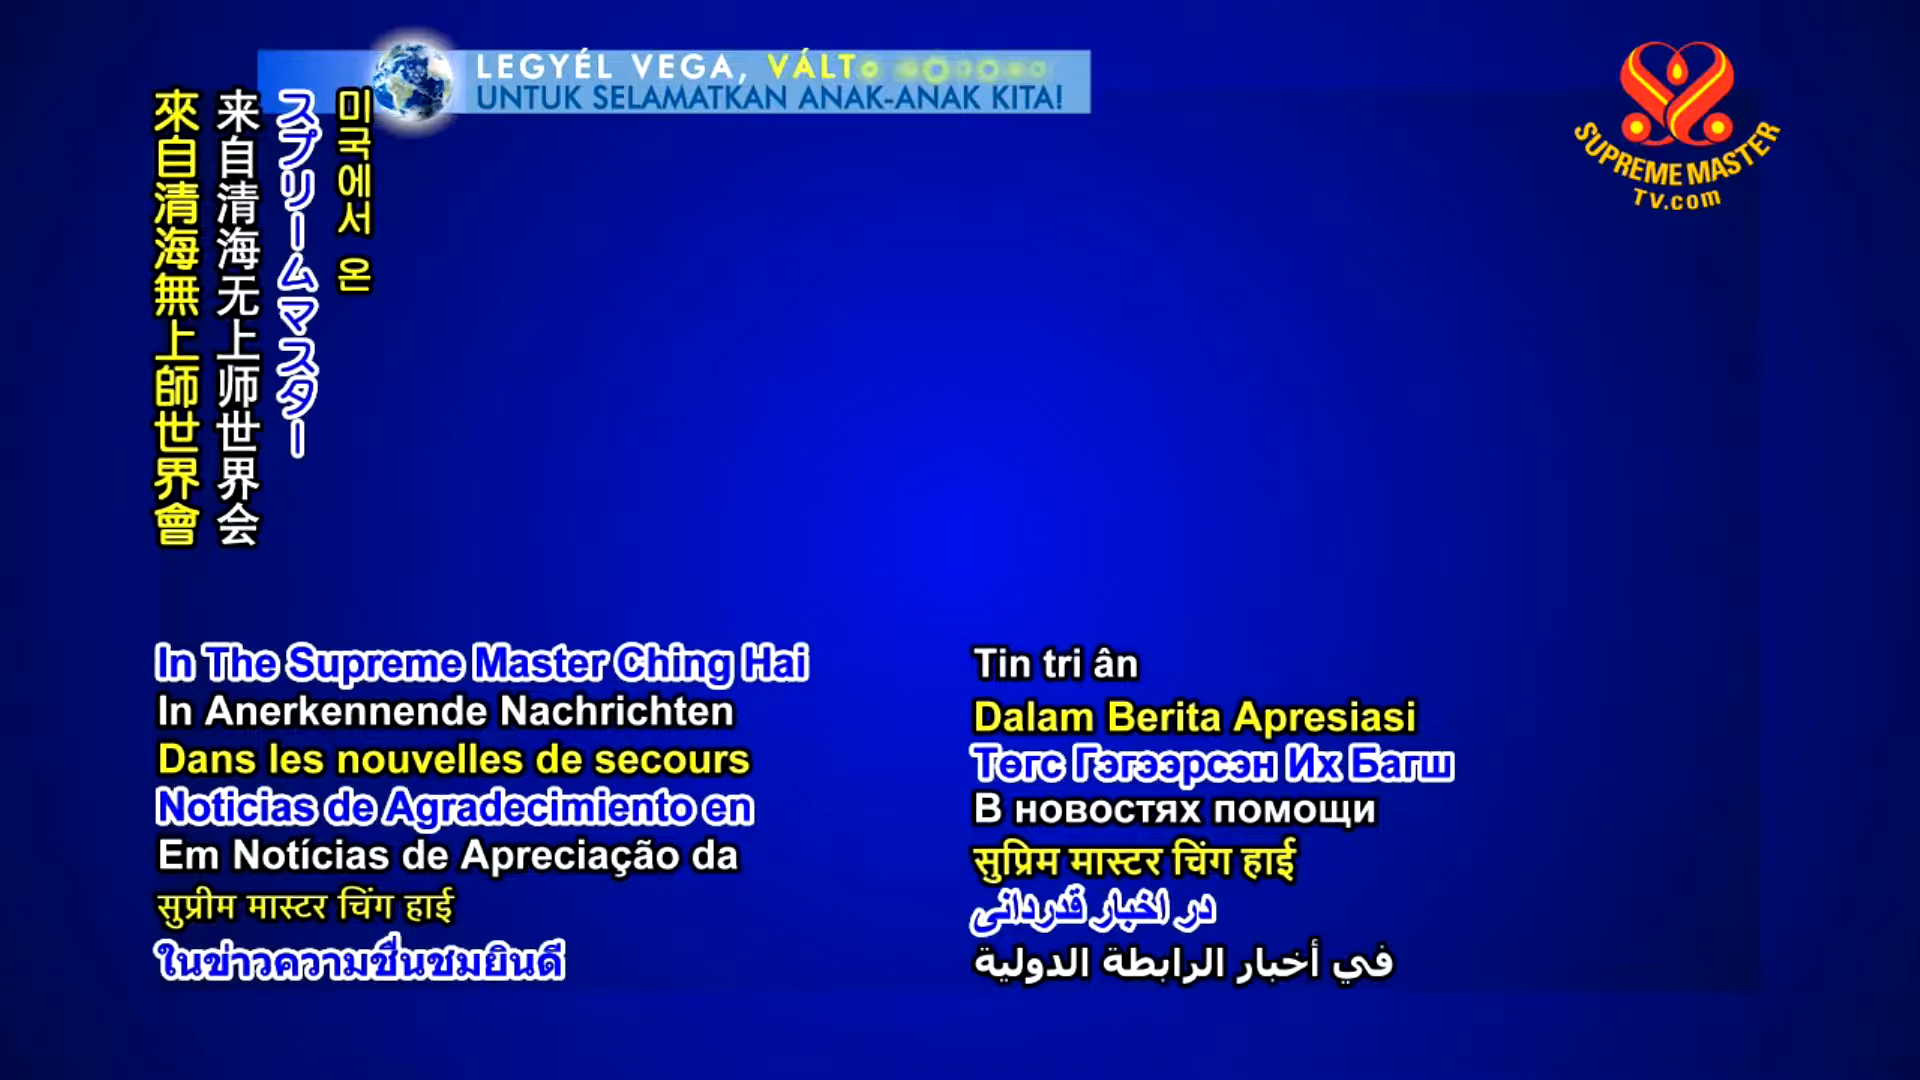 LEGYÉL VEGA, VÁLT
UNTUK SELAMATKAN ANAK-ANAK KITA!
SUPREME MASTER
TV.com
來自清海無上師世界會
来自清海无上师世界会
スプリームマスター
미국에서 온
In The Supreme Master Ching Hai
In Anerkennende Nachrichten
Dans les nouvelles de secours
Noticias de Agradecimiento en
Em Notícias de Apreciação da
सुप्रीम मास्टर चिंग हाई
ในข่าวความชื่นชมยินดี
Tin tri ân
Dalam Berita Apresiasi
Төгс Гэгээрсэн Их Багш
В новостях помощи
सुप्रिम मास्टर चिंग हाई
در اخبار قدردانی
في أخبار الرابطة الدولية